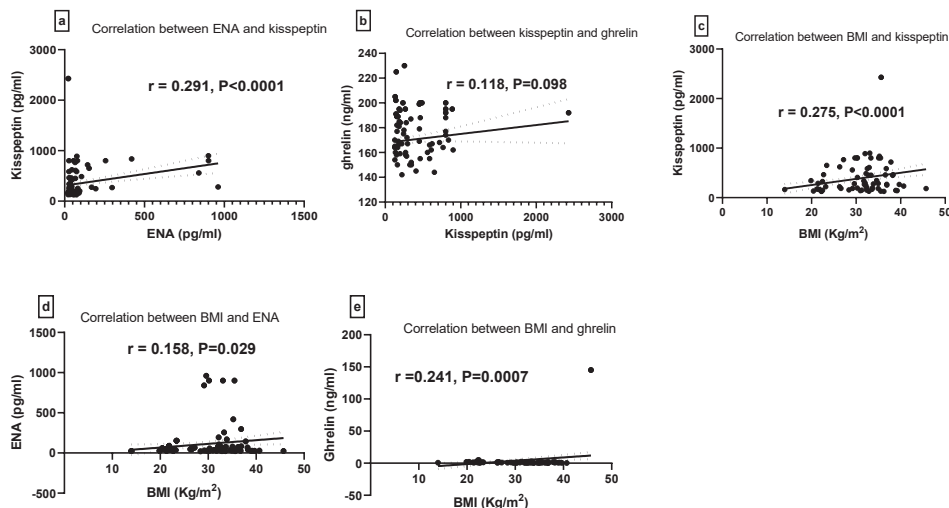 a
Correlation between ENA and kisspeptin
r = 0.291, P<0.0001
Kisspeptin (pg/ml)
3000
2000
1000
0
0
500
1000
1500
ENA (pg/ml)
b
Correlation between kisspeptin and ghrelin
r = 0.118, P=0.098
ghrelin (ng/ml)
240
220
200
180
160
140
120
100
0
1000
2000
3000
Kisspeptin (pg/ml)
c
Correlation between BMI and kisspeptin
r = 0.275, P<0.0001
Kisspeptin (pg/ml)
3000
2000
1000
0
0
10
20
30
40
50
BMI (Kg/m²)
d
Correlation between BMI and ENA
r = 0.158, P=0.029
ENA (pg/ml)
1500
1000
500
0
-500
10
20
30
40
50
BMI (Kg/m²)
e
Correlation between BMI and ghrelin
r =0.241, P=0.0007
Ghrelin (ng/ml)
200
150
100
50
0
-50
10
20
30
40
50
BMI (Kg/m²)